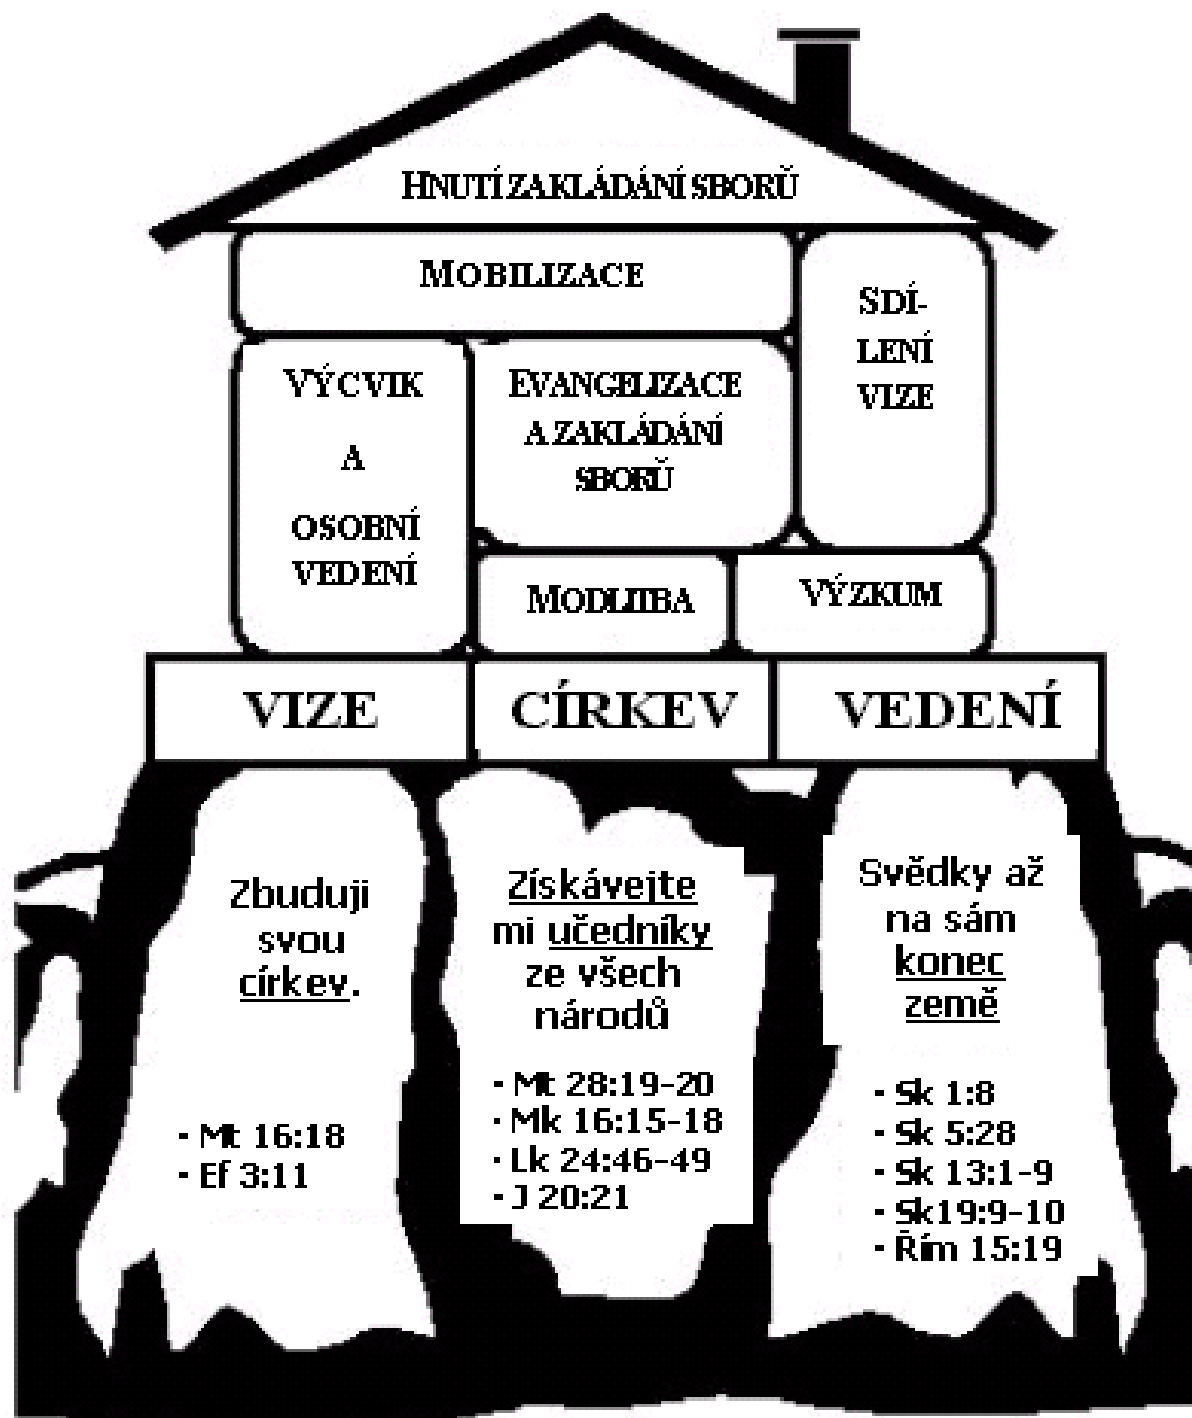 HNUTÍ ZAKLÁDÁNÍ SBORŮ
MOBILIZACE
SDÍ-
LENÍ
VIZE
VÝCVIK
A
OSOBNÍ
VEDENÍ
EVANGELIZACE
A ZAKLÁDÁNÍ
SBORŮ
MODLITBA
VÝZKUM
VIZE
CÍRKEV
VEDENÍ
Zbuduji
svou
církev.
- Mt 16:18
- Ef 3:11
Získávejte
mi učedníky
ze všech
národů
- Mt 28:19-20
- Mk 16:15-18
- Lk 24:46-49
- J 20:21
Svědky až
na sám
konec
země
- Sk 1:8
- Sk 5:28
- Sk 13:1-9
- Sk19:9-10
- Řím 15:19